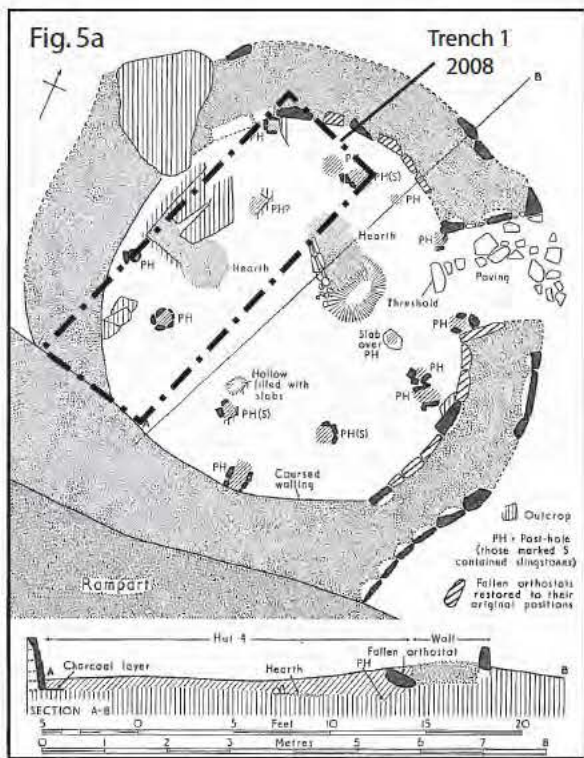 Fig. 5a
Trench 1
2008
B
PH
PH
PH(S)
PH
PH?
Hearth
Hearth
PH
PH
Threshold
Paving
PH
PH
Slab
over
PH
PH
Hollow
filled with
slabs
PH
PH(S)
PH(S)
PH
Coursed
walling
Rampart
Outcrop
PH = Post-hole
(those marked S
contained slingstones)
Fallen orthostats
restored to their
original positions
Hut 4
Wall
A
Charcoal layer
Hearth
PH
Fallen orthostat
B
SECTION A-B
5 0 5 Feet 10 15 20
0 1 2 3 Metres 4 5 6 7 8